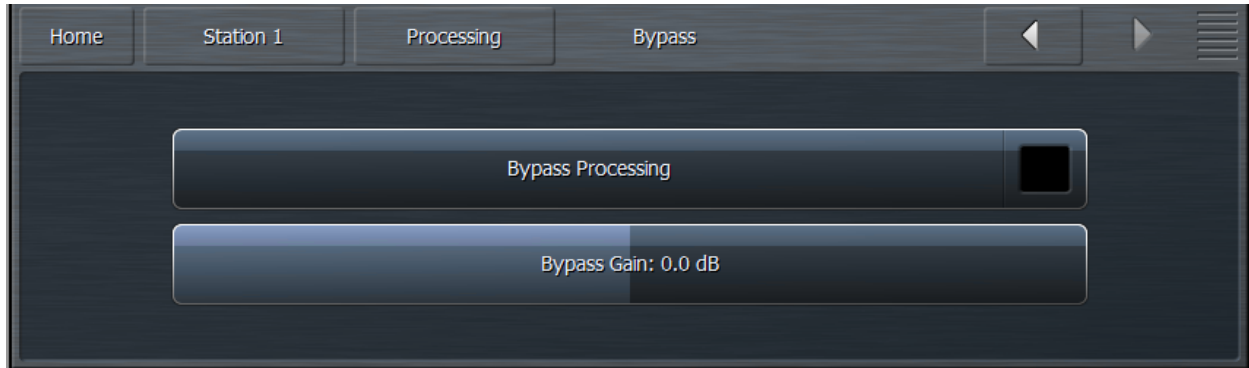 Home Station 1 Processing Bypass
Bypass Processing
Bypass Gain: 0.0 dB